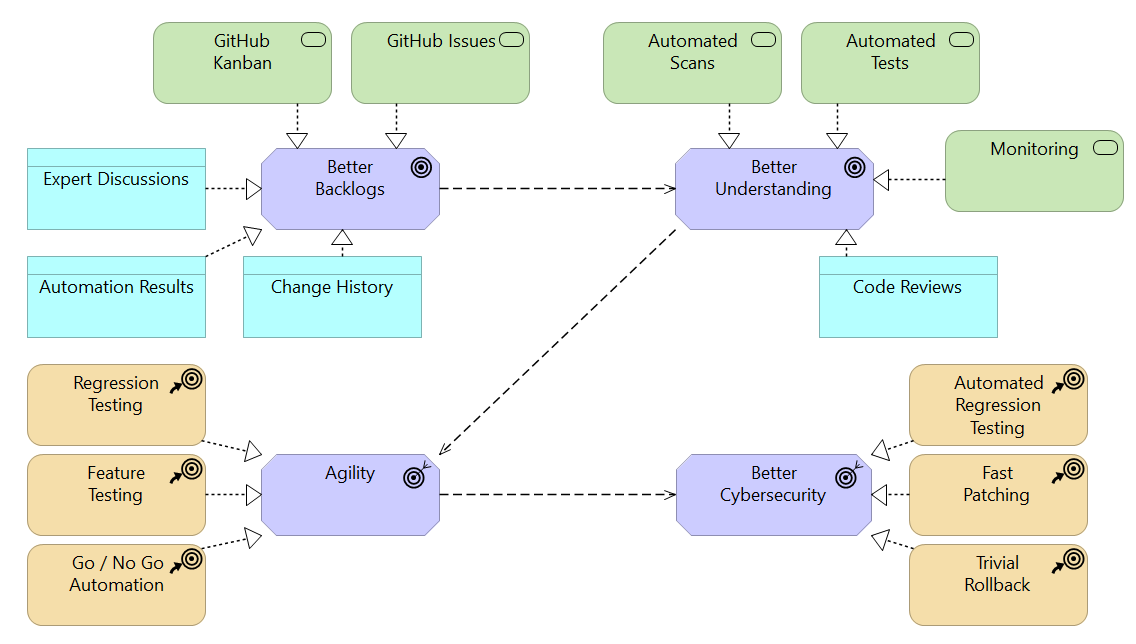 GitHub
Kanban
GitHub Issues
Automated
Scans
Automated
Tests
Monitoring
Expert Discussions
Better
Backlogs
Better
Understanding
Automation Results
Change History
Code Reviews
Regression
Testing
Automated
Regression
Testing
Feature
Testing
Agility
Better
Cybersecurity
Fast
Patching
Go / No Go
Automation
Trivial
Rollback